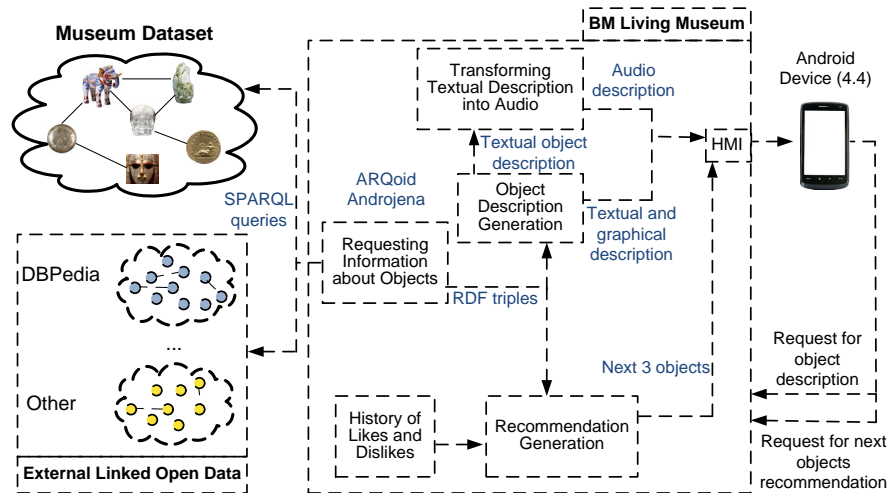 Museum Dataset
BM Living Museum
Transforming
Textual Description
into Audio
Audio
description
Android
Device (4.4)
HMI
Textual object
description
SPARQL
queries
ARQoid
Androjena
Object
Description
Generation
Textual and
graphical
description
Requesting
Information
about Objects
RDF triples
DBPedia
...
Other
External Linked Open Data
Next 3 objects
History of
Likes and
Dislikes
Recommendation
Generation
Request for
object
description
Request for next
objects
recommendation